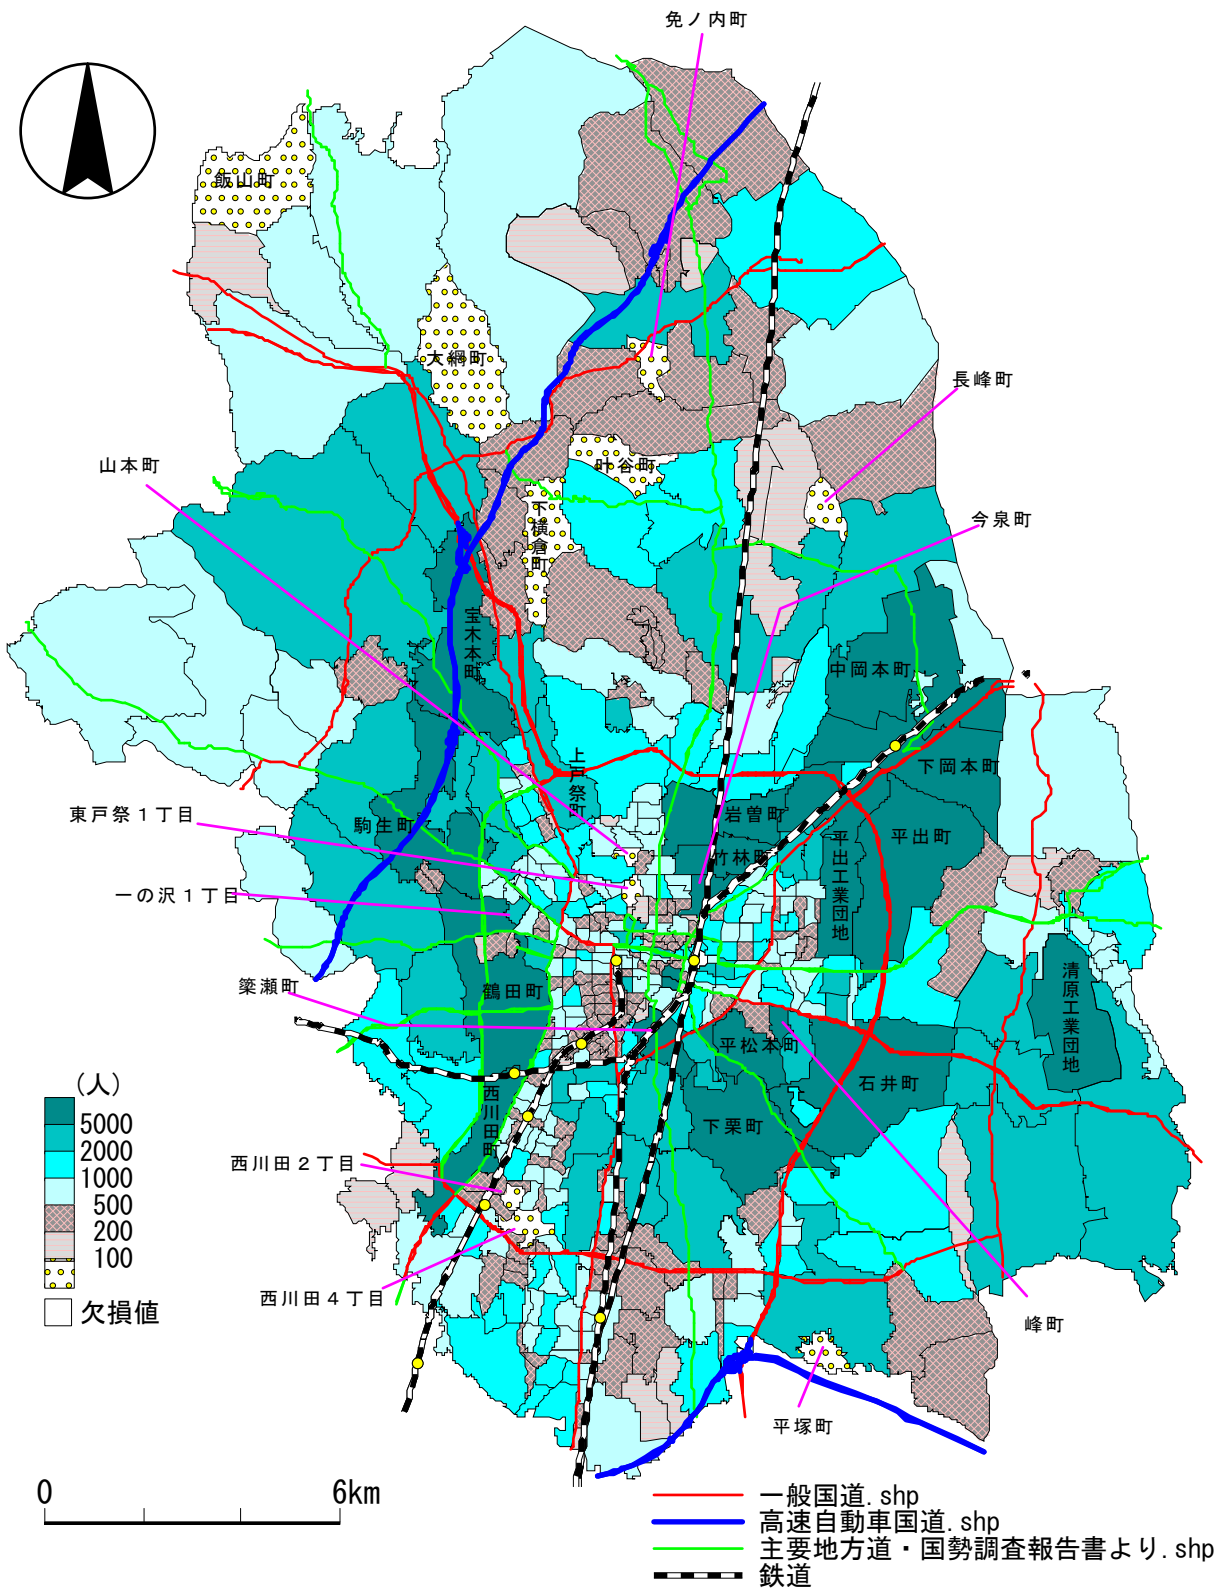 免ノ内町
飯山町
大網町
長峰町
山本町
叶谷町
下横倉町
今泉町
宝木本町
中岡本町
上戸祭町
下岡本町
東戸祭1丁目
駒生町
岩曽町
平出町
竹林町
平出工業団地
一の沢1丁目
簗瀬町
鶴田町
清原工業団地
平松本町
石井町
西川田町
下栗町
西川田2丁目
西川田4丁目
峰町
平塚町
(人)
5000
2000
1000
500
200
100
欠損値
0 6km
一般国道.shp
高速自動車国道.shp
主要地方道・国勢調査報告書より.shp
鉄道